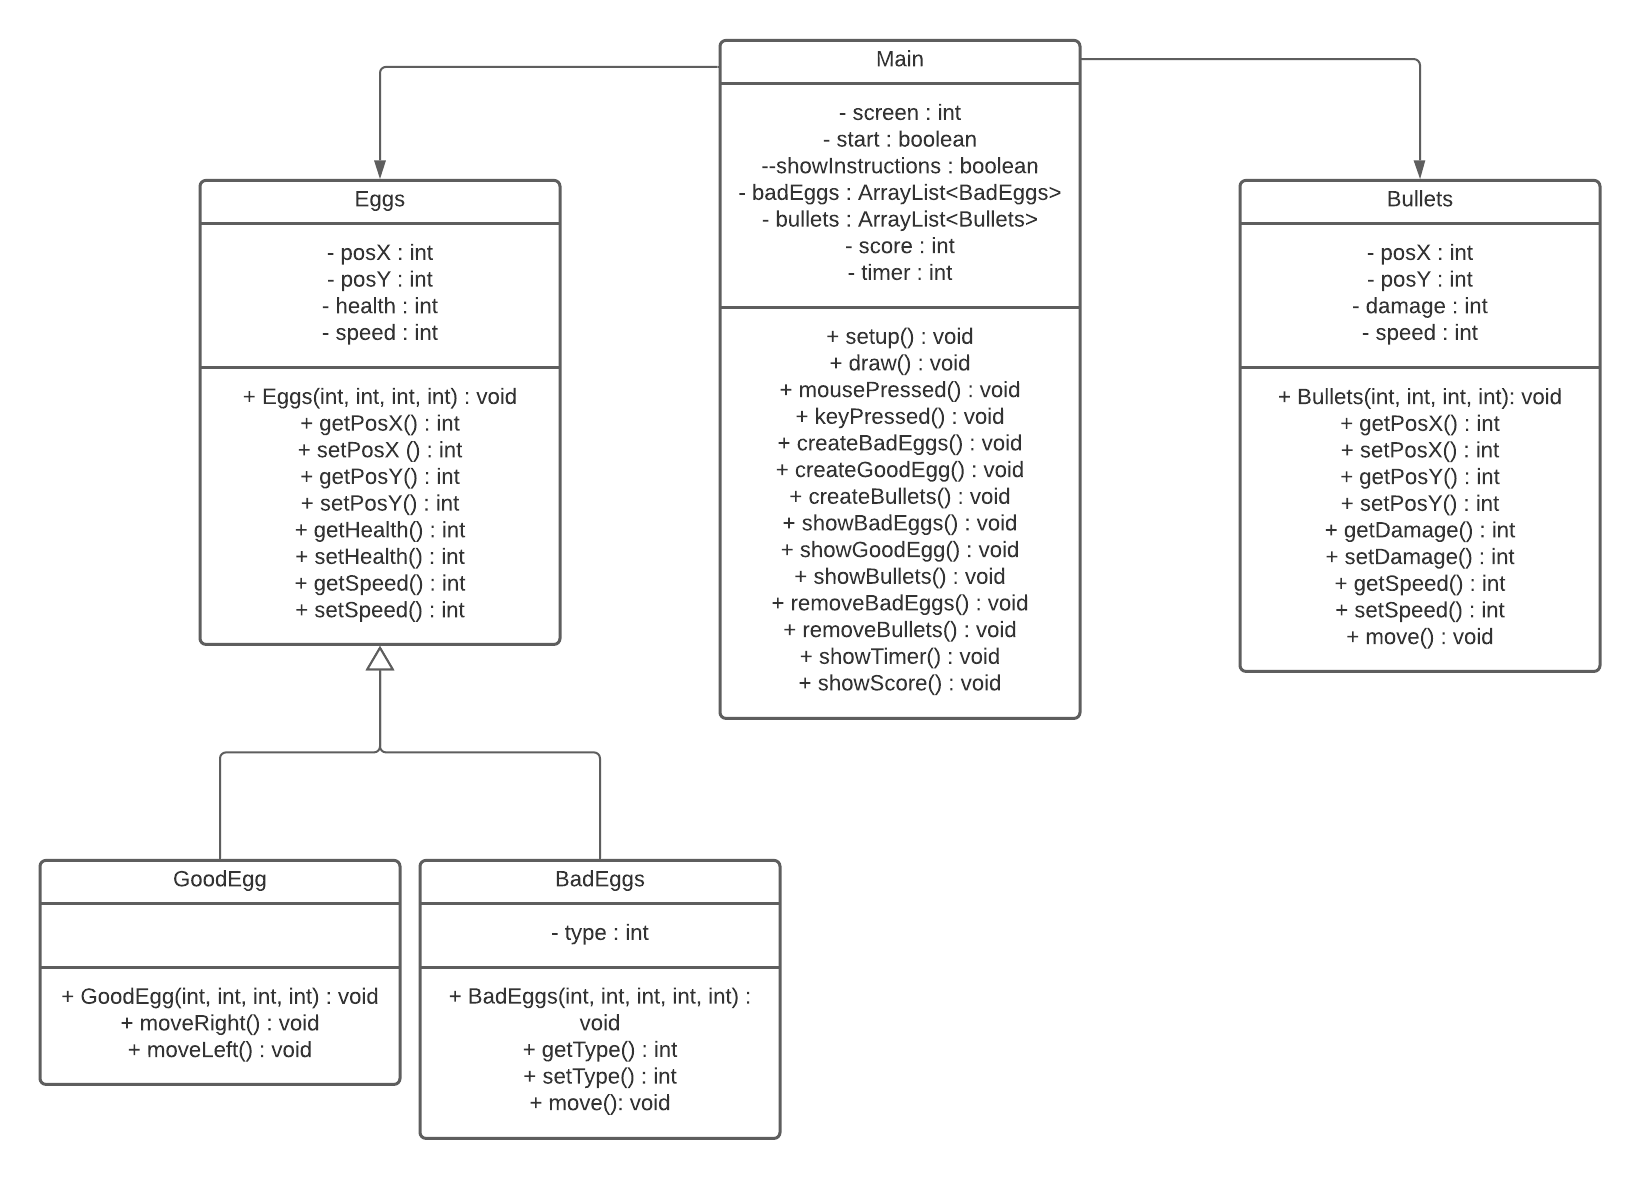 Main
- screen : int
- start : boolean
--showInstructions : boolean
- badEggs : ArrayList<BadEggs>
- bullets : ArrayList<Bullets>
- score : int
- timer : int
+ setup() : void
+ draw() : void
+ mousePressed() : void
+ keyPressed() : void
+ createBadEggs() : void
+ createGoodEgg() : void
+ createBullets() : void
+ showBadEggs() : void
+ showGoodEgg() : void
+ showBullets() : void
+ removeBadEggs() : void
+ removeBullets() : void
+ showTimer() : void
+ showScore() : void
Eggs
- posX : int
- posY : int
- health : int
- speed : int
+ Eggs(int, int, int, int) : void
+ getPosX() : int
+ setPosX () : int
+ getPosY() : int
+ setPosY() : int
+ getHealth() : int
+ setHealth() : int
+ getSpeed() : int
+ setSpeed() : int
Bullets
- posX : int
- posY : int
- damage : int
- speed : int
+ Bullets(int, int, int, int): void
+ getPosX() : int
+ setPosX() : int
+ getPosY() : int
+ setPosY() : int
+ getDamage() : int
+ setDamage() : int
+ getSpeed() : int
+ setSpeed() : int
+ move() : void
GoodEgg
+ GoodEgg(int, int, int, int) : void
+ moveRight() : void
+ moveLeft() : void
BadEggs
- type : int
+ BadEggs(int, int, int, int, int) :
void
+ getType() : int
+ setType() : int
+ move(): void